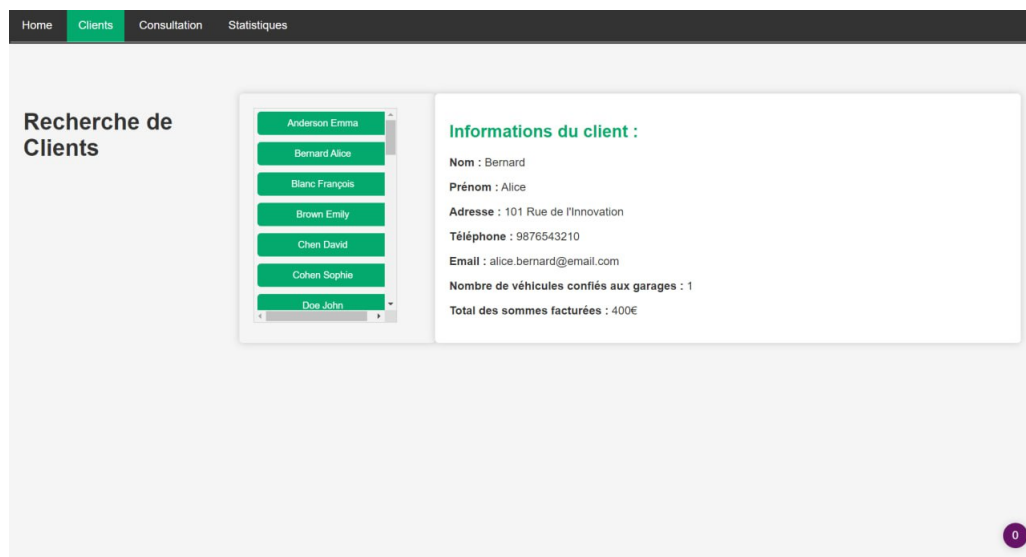 Home Clients Consultation Statistiques
Recherche de
Clients
Anderson Emma
Bernard Alice
Blanc François
Brown Emily
Chen David
Cohen Sophie
Doe John
Informations du client :
Nom : Bernard
Prénom : Alice
Adresse : 101 Rue de l'Innovation
Téléphone : 9876543210
Email : alice.bernard@email.com
Nombre de véhicules confiés aux garages : 1
Total des sommes facturées : 400€
0